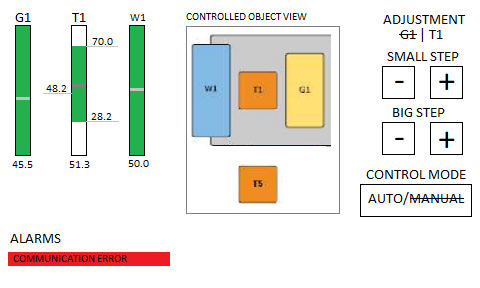 G1 T1 W1
70.0
48.2
28.2
45.5 51.3 50.0
CONTROLLED OBJECT VIEW
W1 T1 G1
T5
ADJUSTMENT
G1 | T1
SMALL STEP
- +
BIG STEP
- +
CONTROL MODE
AUTO/MANUAL
ALARMS
COMMUNICATION ERROR